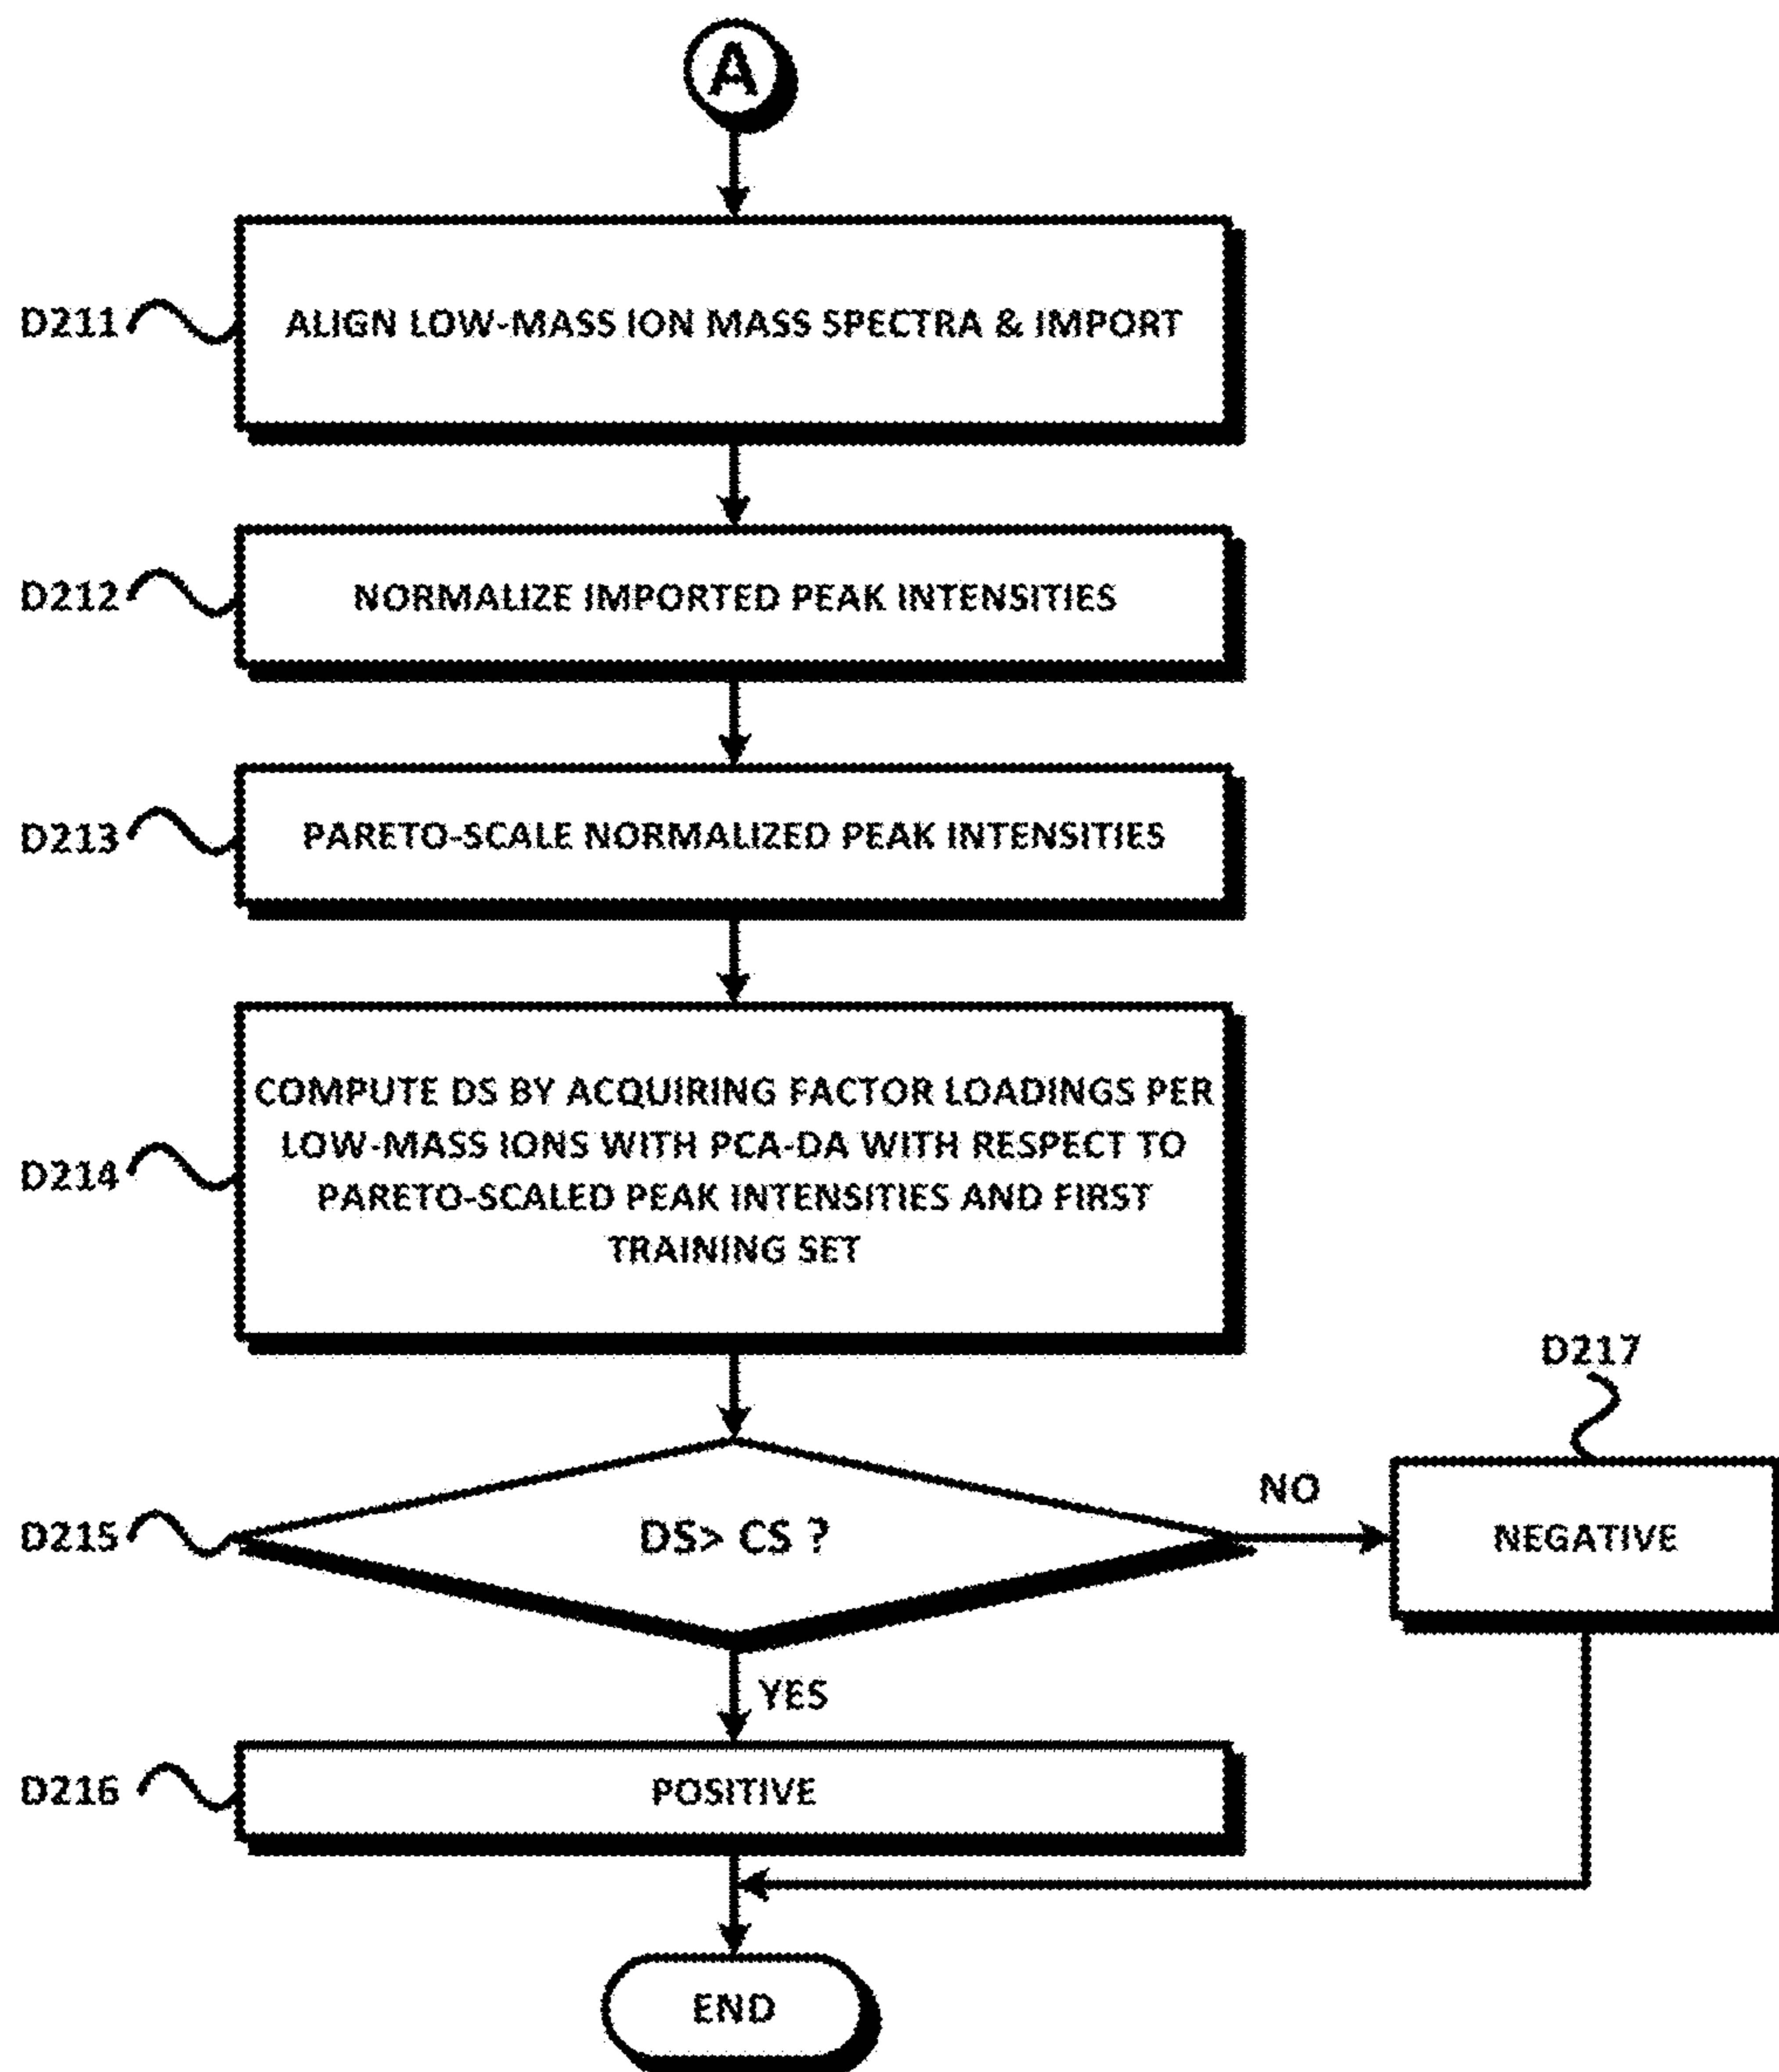 A
D211
ALIGN LOW-MASS ION MASS SPECTRA & IMPORT
D212
NORMALIZE IMPORTED PEAK INTENSITIES
D213
PARETO-SCALE NORMALIZED PEAK INTENSITIES
D214
COMPUTE DS BY ACQUIRING FACTOR LOADINGS PER
LOW-MASS IONS WITH PCA-DA WITH RESPECT TO
PARETO-SCALED PEAK INTENSITIES AND FIRST
TRAINING SET
D215
DS> CS ?
NO
D217
NEGATIVE
YES
D216
POSITIVE
END